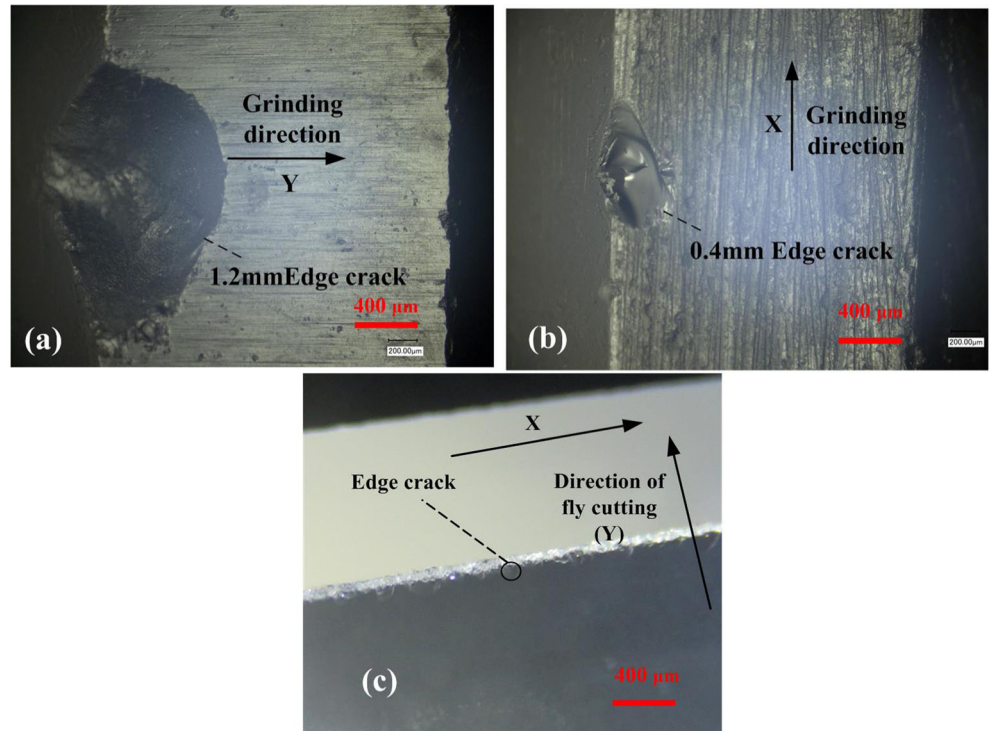 Grinding
direction
Y
1.2mmEdge crack
400 μm
200.00μm
(a)
X
Grinding
direction
0.4mm Edge crack
400 μm
200.00μm
(b)
X
Edge crack
Direction of
fly cutting
(Y)
400 μm
(c)